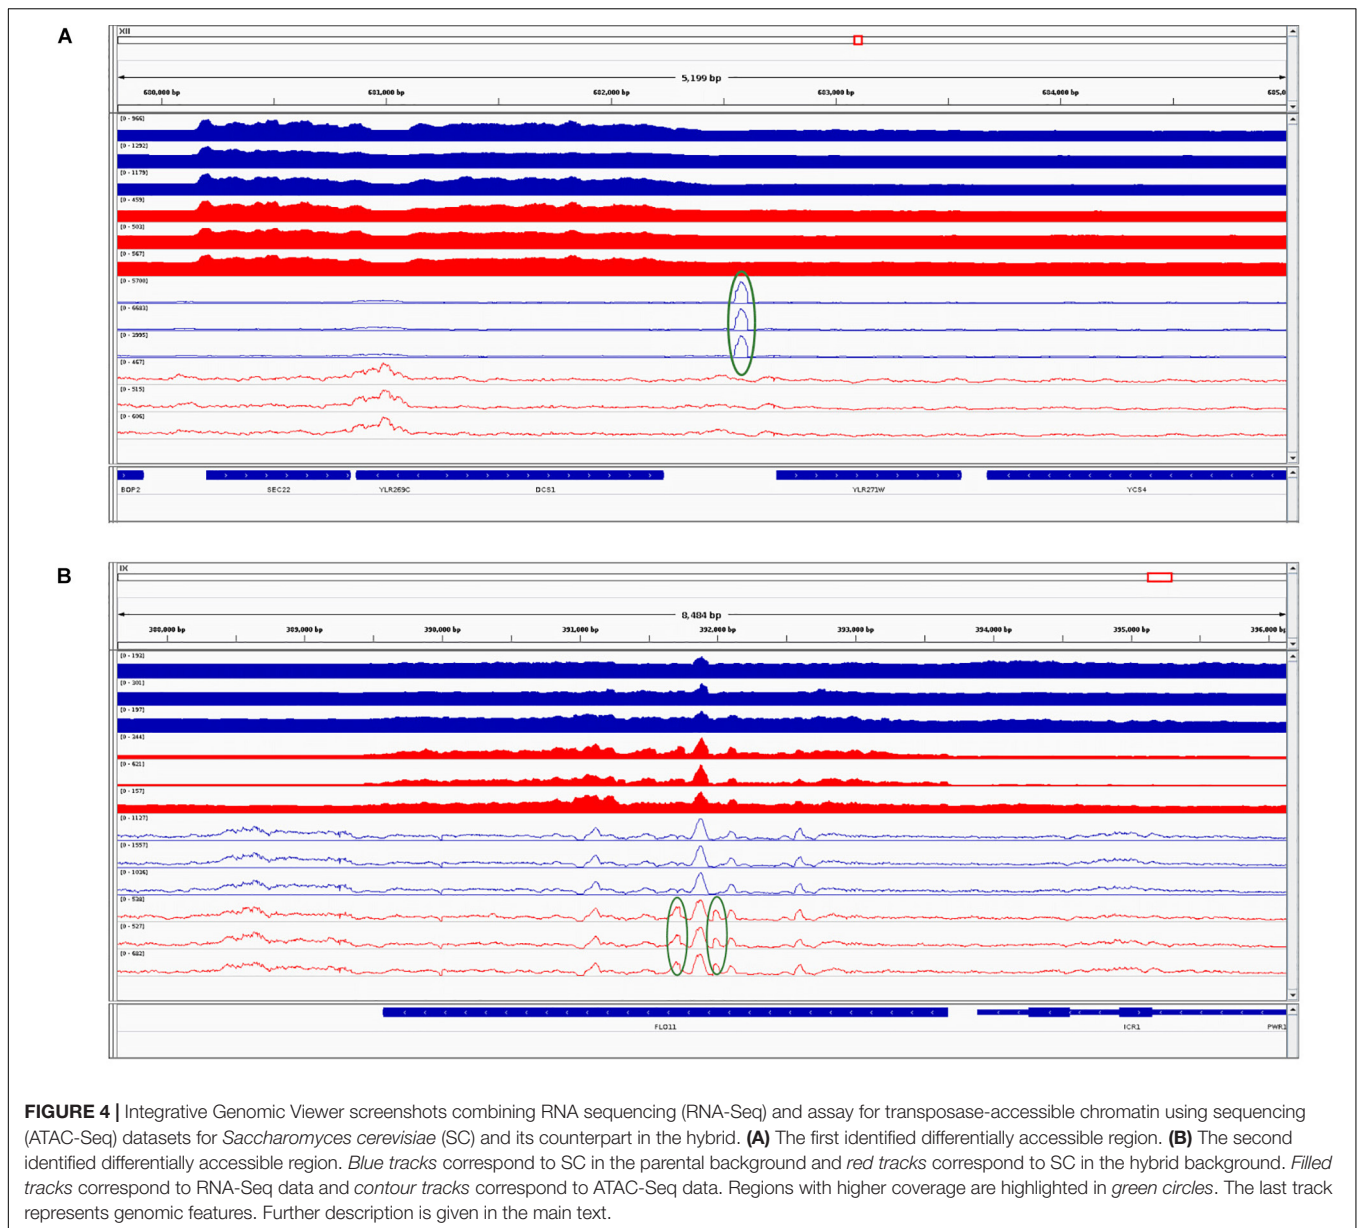 A
XII
5,199 bp
680,000 bp 681,000 bp 682,000 bp 683,000 bp 684,000 bp 685,0
[0 - 966]
[0 - 1292]
[0 - 1179]
[0 - 459]
[0 - 503]
[0 - 567]
[0 - 5700]
[0 - 6683]
[0 - 3995]
[0 - 467]
[0 - 515]
[0 - 606]
BOP2 SEC22 YLR269C DCS1 YLR271W YCS4
B
IX
8,484 bp
388,000 bp 389,000 bp 390,000 bp 391,000 bp 392,000 bp 393,000 bp 394,000 bp 395,000 bp 396,000 bp
[0 - 193]
[0 - 301]
[0 - 197]
[0 - 344]
[0 - 621]
[0 - 157]
[0 - 1127]
[0 - 1557]
[0 - 1036]
[0 - 538]
[0 - 527]
[0 - 682]
FLO11 ICR1 PWR1
FIGURE 4 | Integrative Genomic Viewer screenshots combining RNA sequencing (RNA-Seq) and assay for transposase-accessible chromatin using sequencing
(ATAC-Seq) datasets for Saccharomyces cerevisiae (SC) and its counterpart in the hybrid. (A) The first identified differentially accessible region. (B) The second
identified differentially accessible region. Blue tracks correspond to SC in the parental background and red tracks correspond to SC in the hybrid background. Filled
tracks correspond to RNA-Seq data and contour tracks correspond to ATAC-Seq data. Regions with higher coverage are highlighted in green circles. The last track
represents genomic features. Further description is given in the main text.